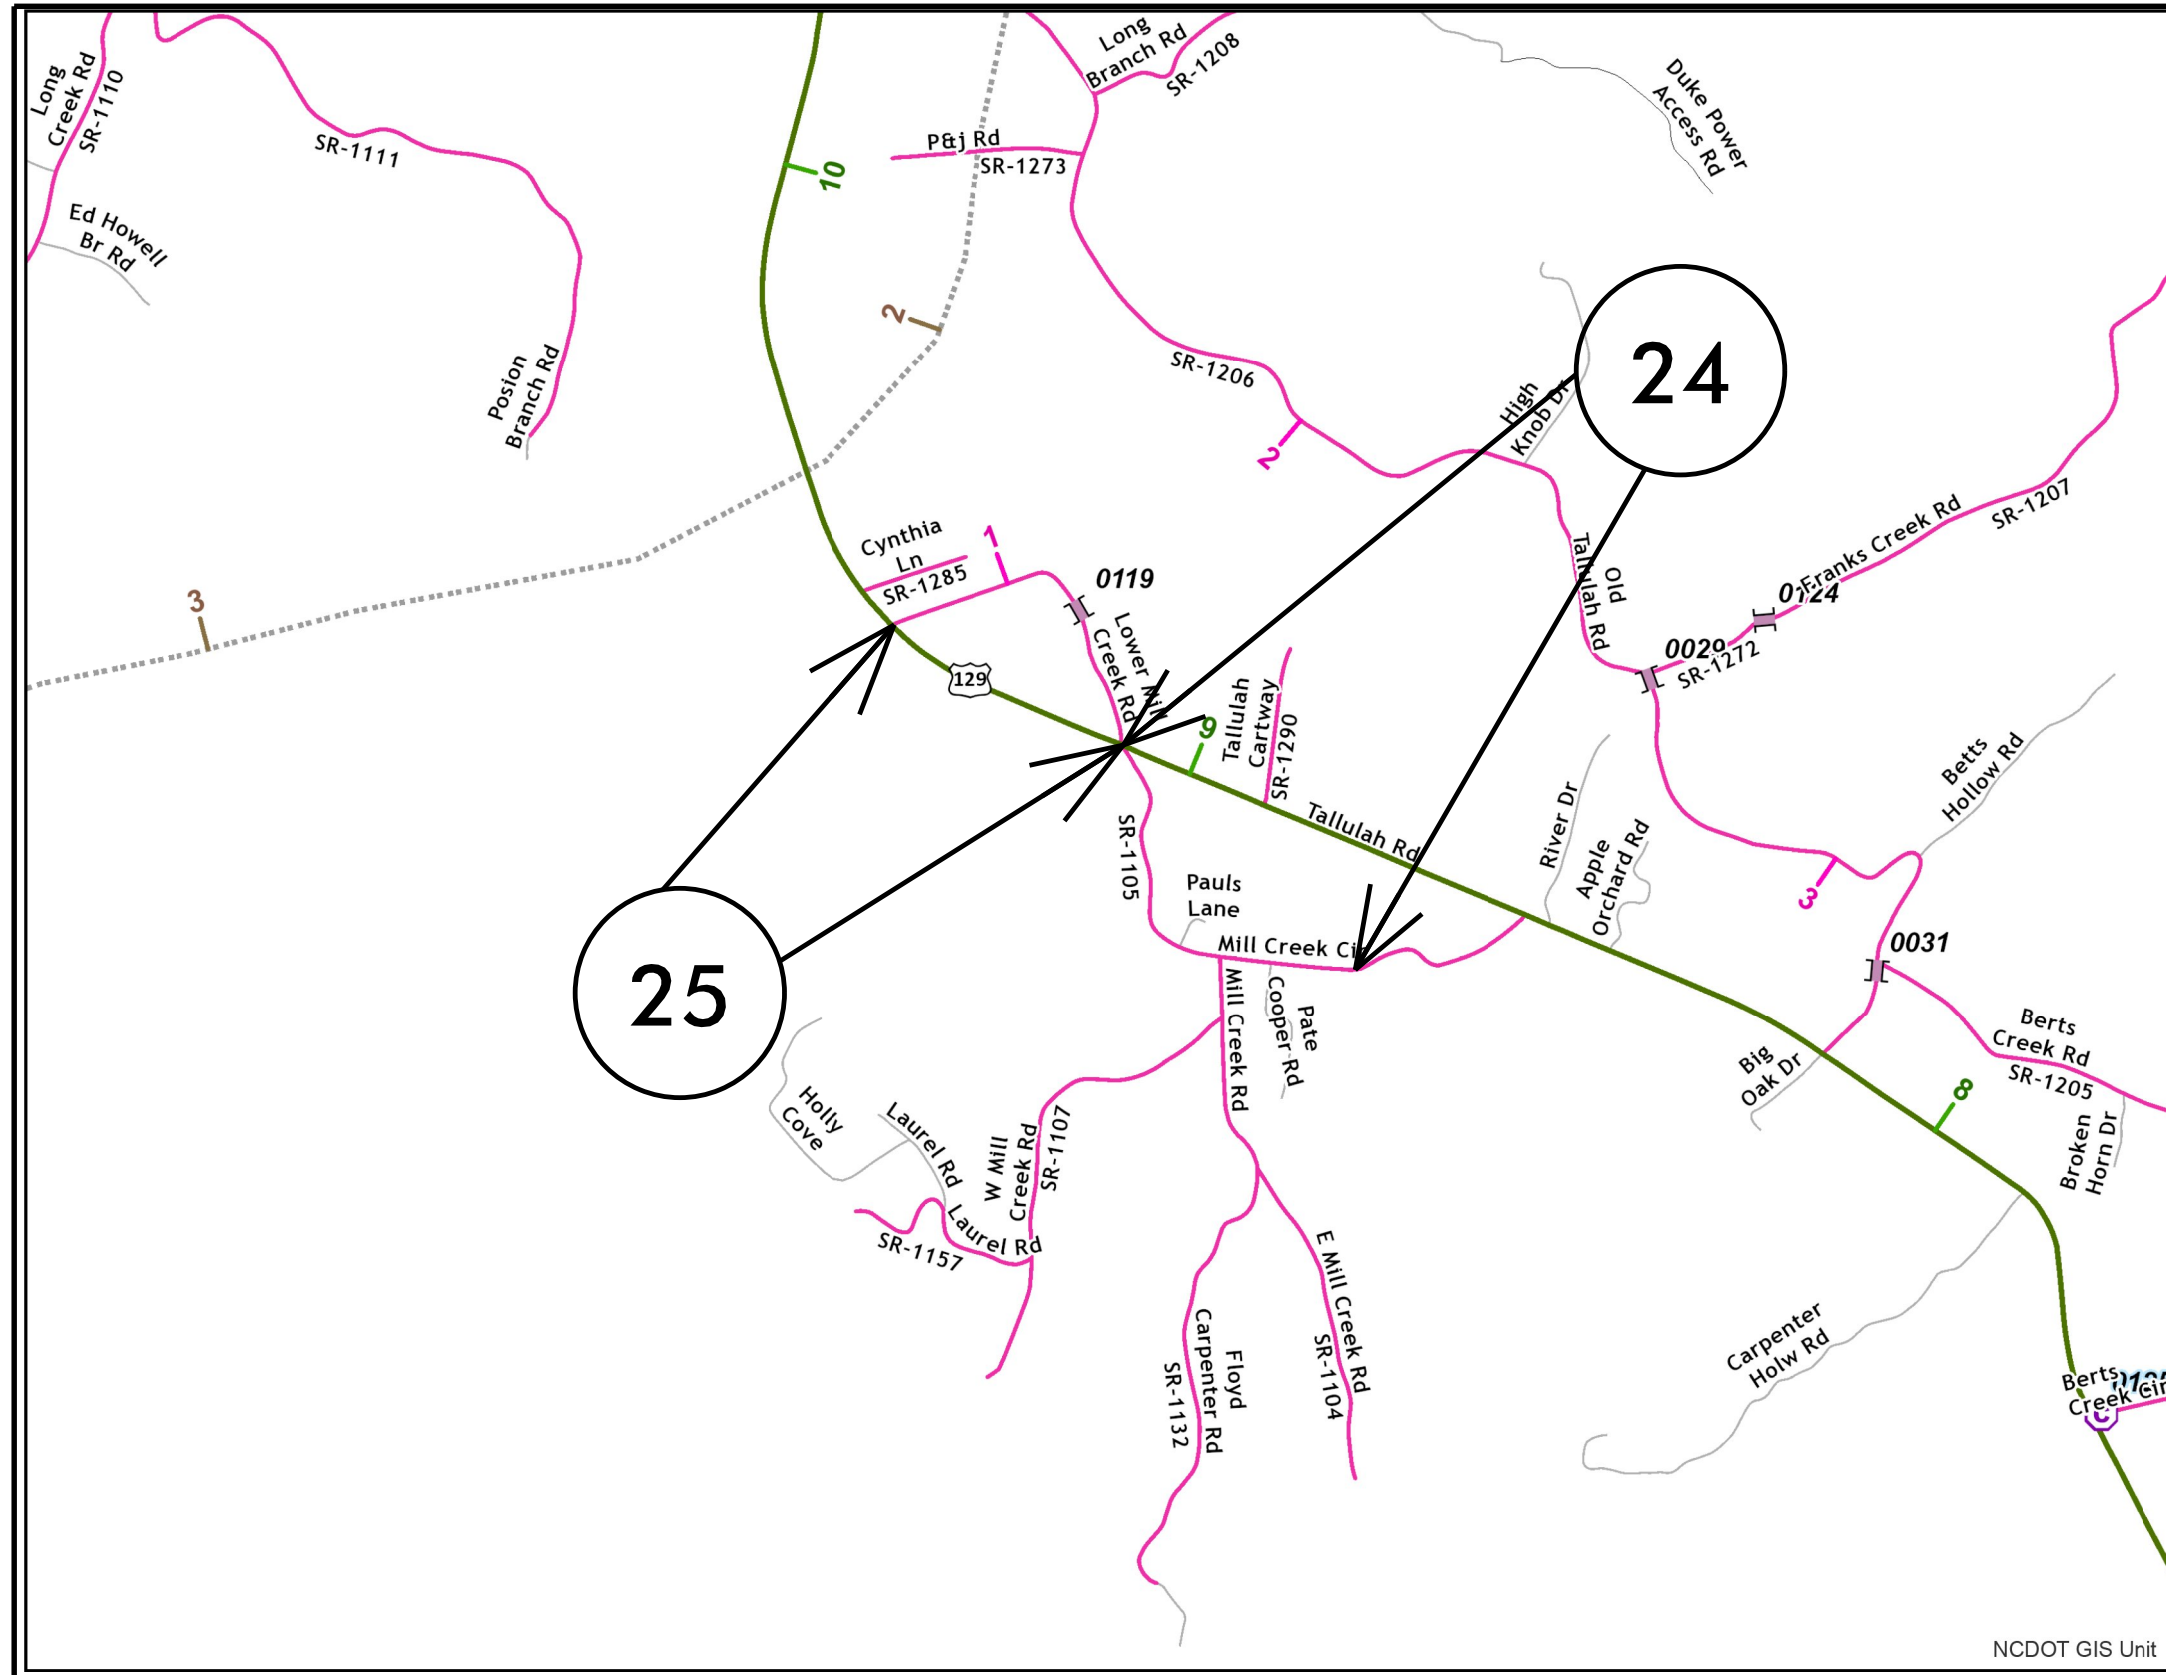 Long
Creek Rd
SR-1110
SR-1111
Ed Howell
Br Rd
Posion
Branch Rd
10
P&j Rd
SR-1273
Long
Branch Rd
SR-1208
Duke Power
Access Rd
2
SR-1206
2
High
Knob Dr
24
3
Cynthia
Ln
SR-1285
1
0119
Lower Mill
Creek Rd
129
9
Tallulah
Cartway
SR-1290
Old
Tallulah Rd
Franks Creek Rd
SR-1207
0124
0029
SR-1272
Betts
Hollow Rd
Tallulah Rd
SR-1105
River Dr
Apple
Orchard Rd
3
0031
Pauls
Lane
Mill Creek Cir
25
Mill Creek Rd
Pate
Cooper Rd
Berts
Creek Rd
SR-1205
Big
Oak Dr
8
Broken
Horn Dr
Holly
Cove
Laurel Rd
W Mill
Creek Rd
SR-1107
Laurel Rd
SR-1157
E Mill Creek Rd
SR-1104
Floyd
Carpenter Rd
SR-1132
Carpenter
Holw Rd
Berts
Creek Cir
C
NCDOT GIS Unit